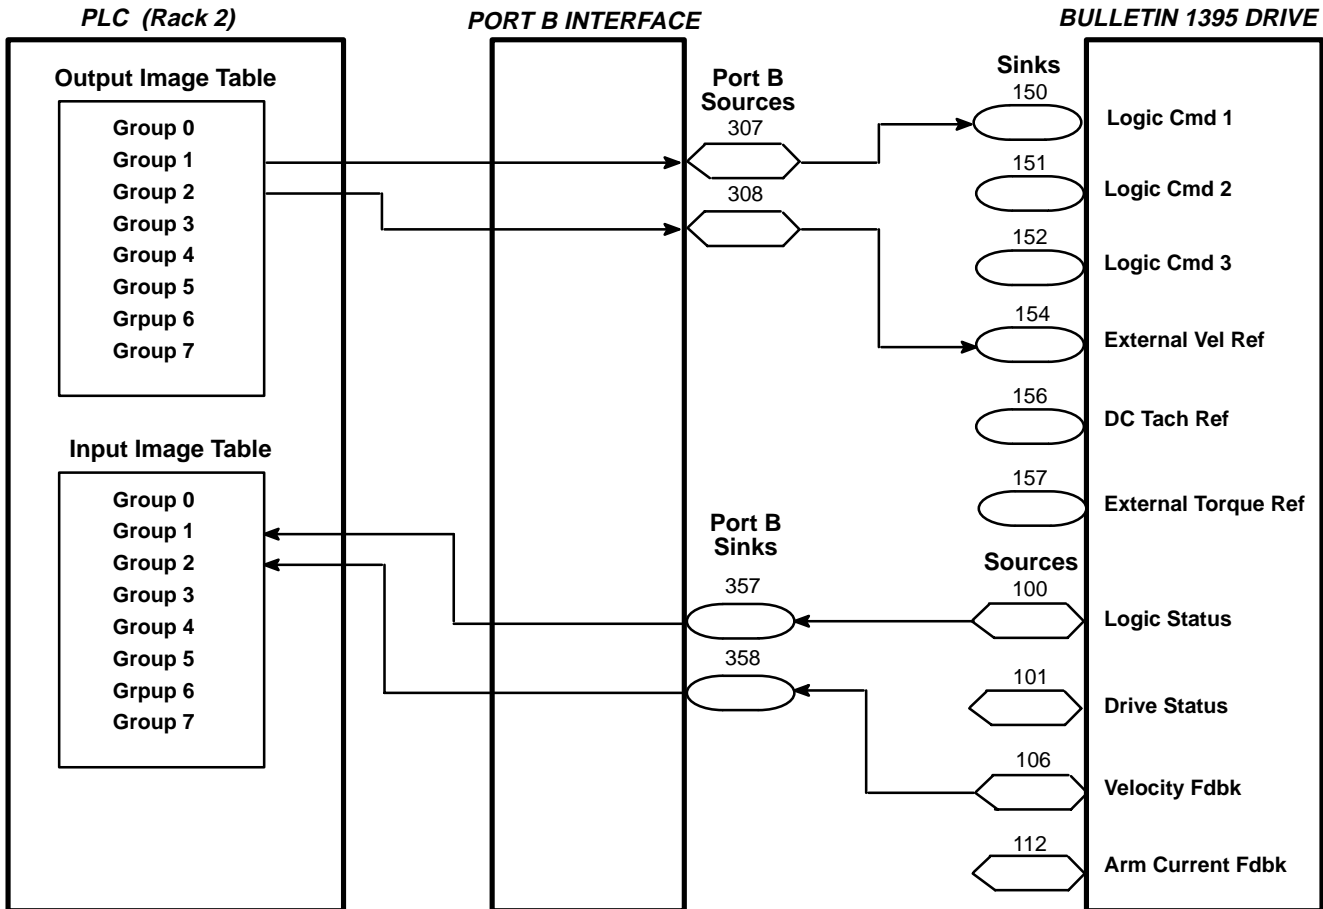 PLC (Rack 2)
PORT B INTERFACE
BULLETIN 1395 DRIVE
Output Image Table
Group 0
Group 1
Group 2
Group 3
Group 4
Group 5
Grpup 6
Group 7
Input Image Table
Group 0
Group 1
Group 2
Group 3
Group 4
Group 5
Grpup 6
Group 7
Port B
Sources
307
308
Port B
Sinks
357
358
Sinks
150
Logic Cmd 1
151
Logic Cmd 2
152
Logic Cmd 3
154
External Vel Ref
156
DC Tach Ref
157
External Torque Ref
Sources
100
Logic Status
101
Drive Status
106
Velocity Fdbk
112
Arm Current Fdbk